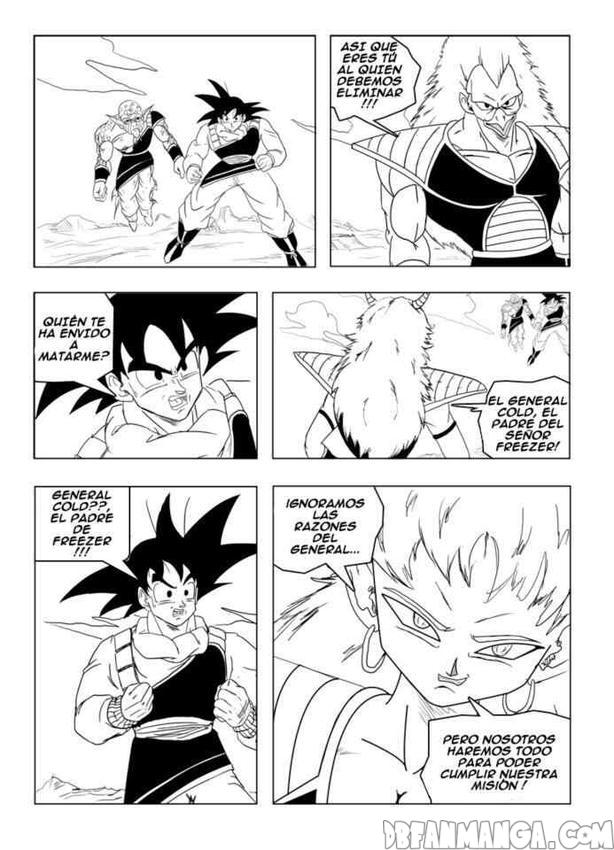 ASI QUE
ERES TÚ
AL QUIEN
DEBEMOS
ELIMINAR
!!!
QUIÉN TE
HA ENVIDO
A
MATARME?
EL GENERAL
COLD, EL
PADRE DEL
SEÑOR
FREEZER!
GENERAL
COLD??,
EL PADRE
DE
FREEZER
!!!
IGNORAMOS
LAS
RAZONES
DEL
GENERAL...
PERO NOSOTROS
HAREMOS TODO
PARA PODER
CUMPLIR NUESTRA
MISIÓN!
DBFANMANGA.COM